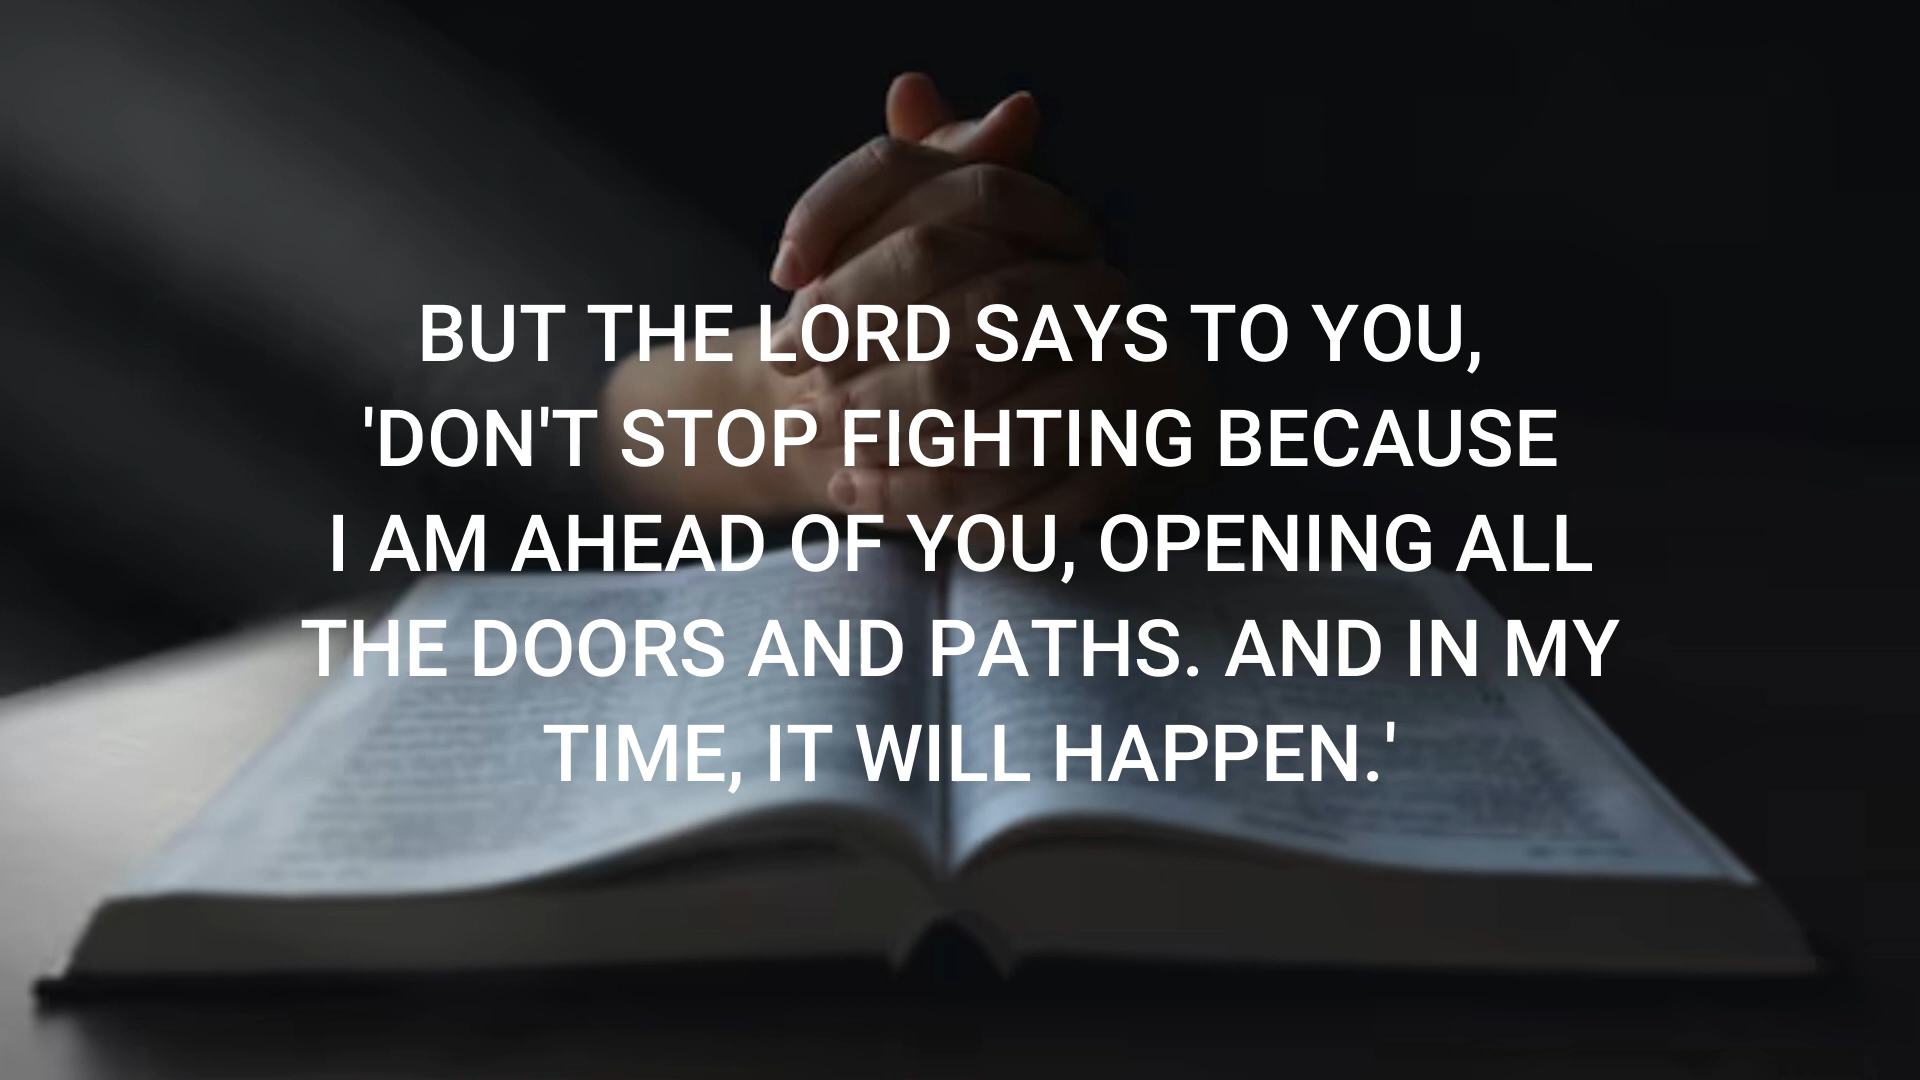 BUT THE LORD SAYS TO YOU,
'DON'T STOP FIGHTING BECAUSE
I AM AHEAD OF YOU, OPENING ALL
THE DOORS AND PATHS. AND IN MY
TIME, IT WILL HAPPEN.'